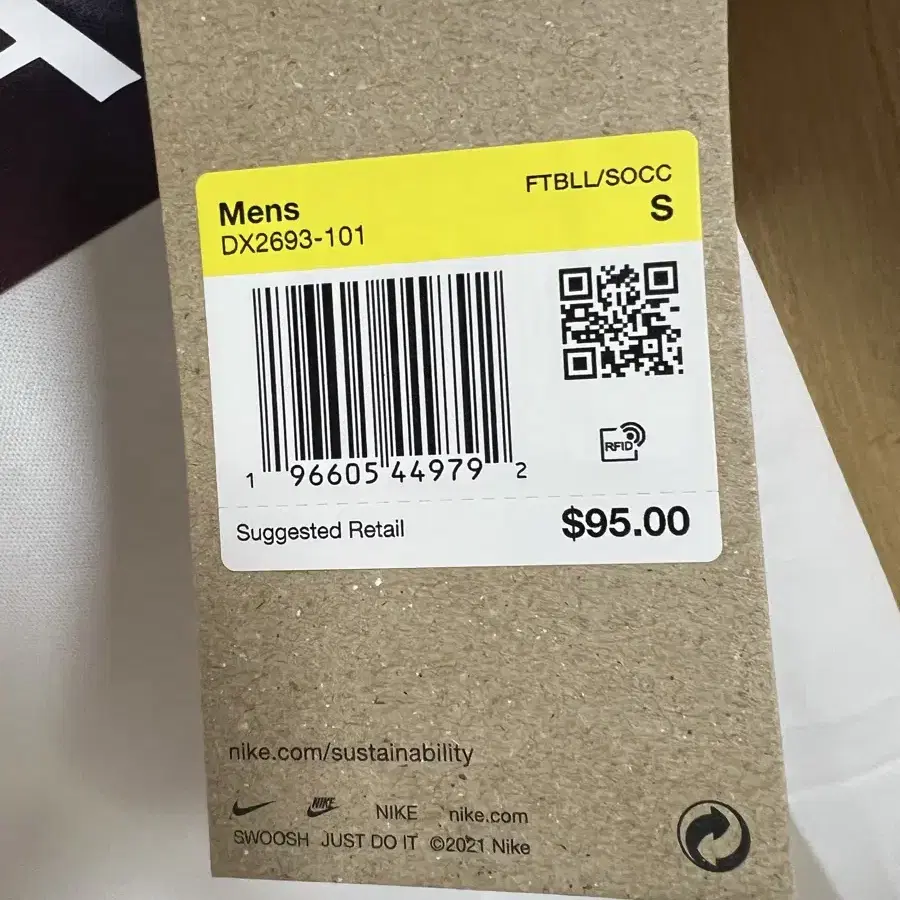 Mens
FTBLL/SOCC
DX2693-101
S
1 96605 44979 2
RFID
Suggested Retail
$95.00
nike.com/sustainability
NIKE NIKE nike.com
SWOOSH JUST DO IT ©2021 Nike